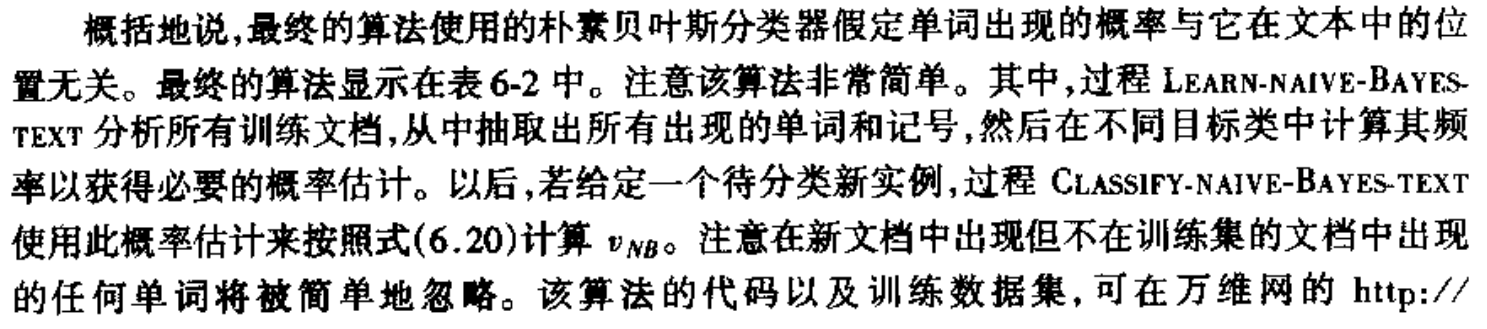 概括地说,最终的算法使用的朴素贝叶斯分类器假定单词出现的概率与它在文本中的位
置无关。最终的算法显示在表 6-2 中。注意该算法非常简单。其中,过程 LEARN-NAIVE-BAYES-
TEXT 分析所有训练文档,从中抽取出所有出现的单词和记号,然后在不同目标类中计算其频
率以获得必要的概率估计。以后,若给定一个待分类新实例,过程 CLASSIFY-NAIVE-BAYES-TEXT
使用此概率估计来按照式(6.20)计算 vNB。注意在新文档中出现但不在训练集的文档中出现
的任何单词将被简单地忽略。该算法的代码以及训练数据集,可在万维网的 http://